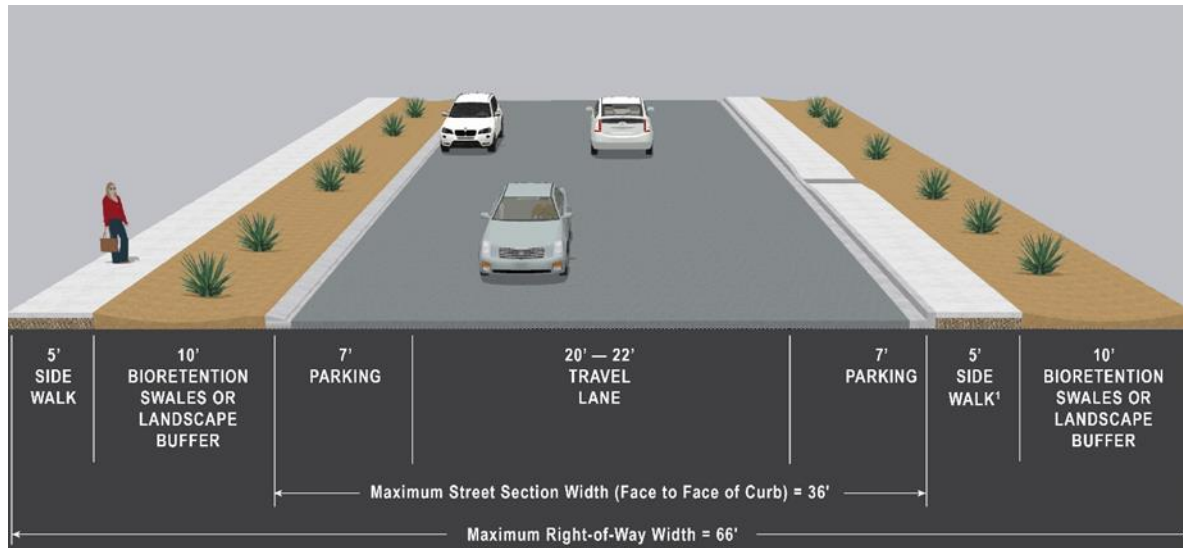 5'
SIDE
WALK
10'
BIORETENTION
SWALES OR
LANDSCAPE
BUFFER
7'
PARKING
20' — 22'
TRAVEL
LANE
7'
PARKING
5'
SIDE
WALK¹
10'
BIORETENTION
SWALES OR
LANDSCAPE
BUFFER
Maximum Street Section Width (Face to Face of Curb) = 36'
Maximum Right-of-Way Width = 66'